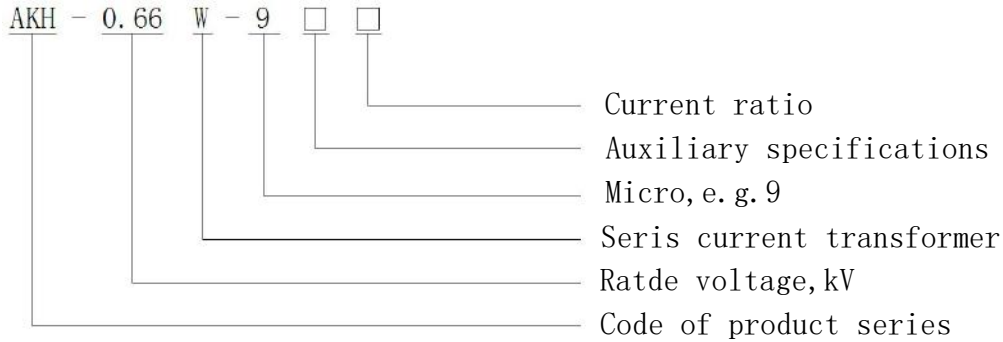 AKH - 0.66 W - 9 □ □
Current ratio
Auxiliary specifications
Micro,e.g.9
Seris current transformer
Ratde voltage,kV
Code of product series